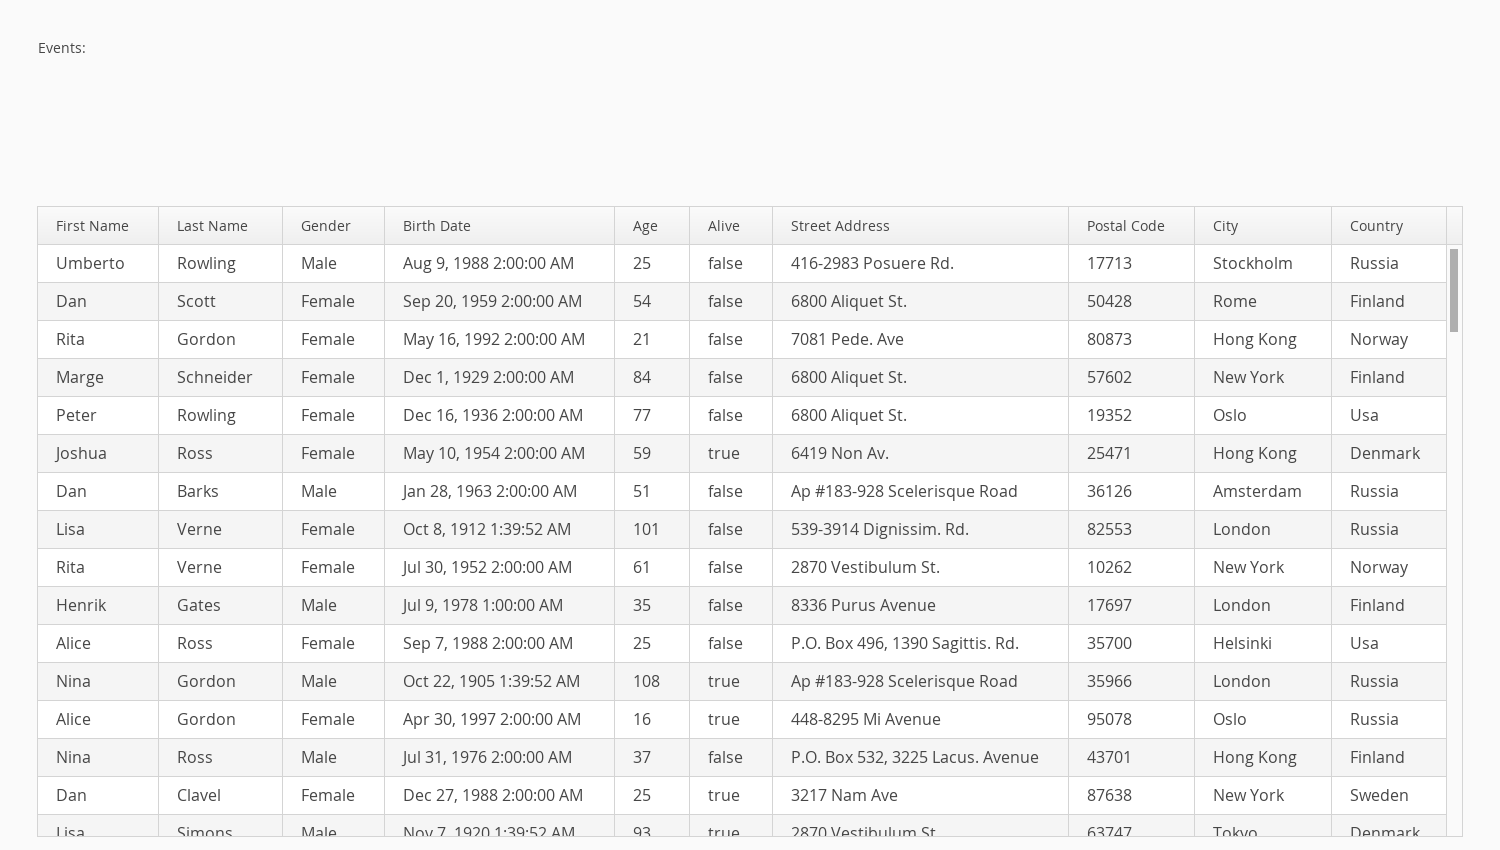 Events:
First Name Last Name Gender Birth Date Age Alive Street Address Postal Code City Country
Umberto Rowling Male Aug 9, 1988 2:00:00 AM 25 false 416-2983 Posuere Rd. 17713 Stockholm Russia
Dan Scott Female Sep 20, 1959 2:00:00 AM 54 false 6800 Aliquet St. 50428 Rome Finland
Rita Gordon Female May 16, 1992 2:00:00 AM 21 false 7081 Pede. Ave 80873 Hong Kong Norway
Marge Schneider Female Dec 1, 1929 2:00:00 AM 84 false 6800 Aliquet St. 57602 New York Finland
Peter Rowling Female Dec 16, 1936 2:00:00 AM 77 false 6800 Aliquet St. 19352 Oslo Usa
Joshua Ross Female May 10, 1954 2:00:00 AM 59 true 6419 Non Av. 25471 Hong Kong Denmark
Dan Barks Male Jan 28, 1963 2:00:00 AM 51 false Ap #183-928 Scelerisque Road 36126 Amsterdam Russia
Lisa Verne Female Oct 8, 1912 1:39:52 AM 101 false 539-3914 Dignissim. Rd. 82553 London Russia
Rita Verne Female Jul 30, 1952 2:00:00 AM 61 false 2870 Vestibulum St. 10262 New York Norway
Henrik Gates Male Jul 9, 1978 1:00:00 AM 35 false 8336 Purus Avenue 17697 London Finland
Alice Ross Female Sep 7, 1988 2:00:00 AM 25 false P.O. Box 496, 1390 Sagittis. Rd. 35700 Helsinki Usa
Nina Gordon Male Oct 22, 1905 1:39:52 AM 108 true Ap #183-928 Scelerisque Road 35966 London Russia
Alice Gordon Female Apr 30, 1997 2:00:00 AM 16 true 448-8295 Mi Avenue 95078 Oslo Russia
Nina Ross Male Jul 31, 1976 2:00:00 AM 37 false P.O. Box 532, 3225 Lacus. Avenue 43701 Hong Kong Finland
Dan Clavel Female Dec 27, 1988 2:00:00 AM 25 true 3217 Nam Ave 87638 New York Sweden
Lisa Simons Male Nov 7, 1920 1:39:52 AM 93 true 2870 Vestibulum St. 63747 Tokyo Denmark